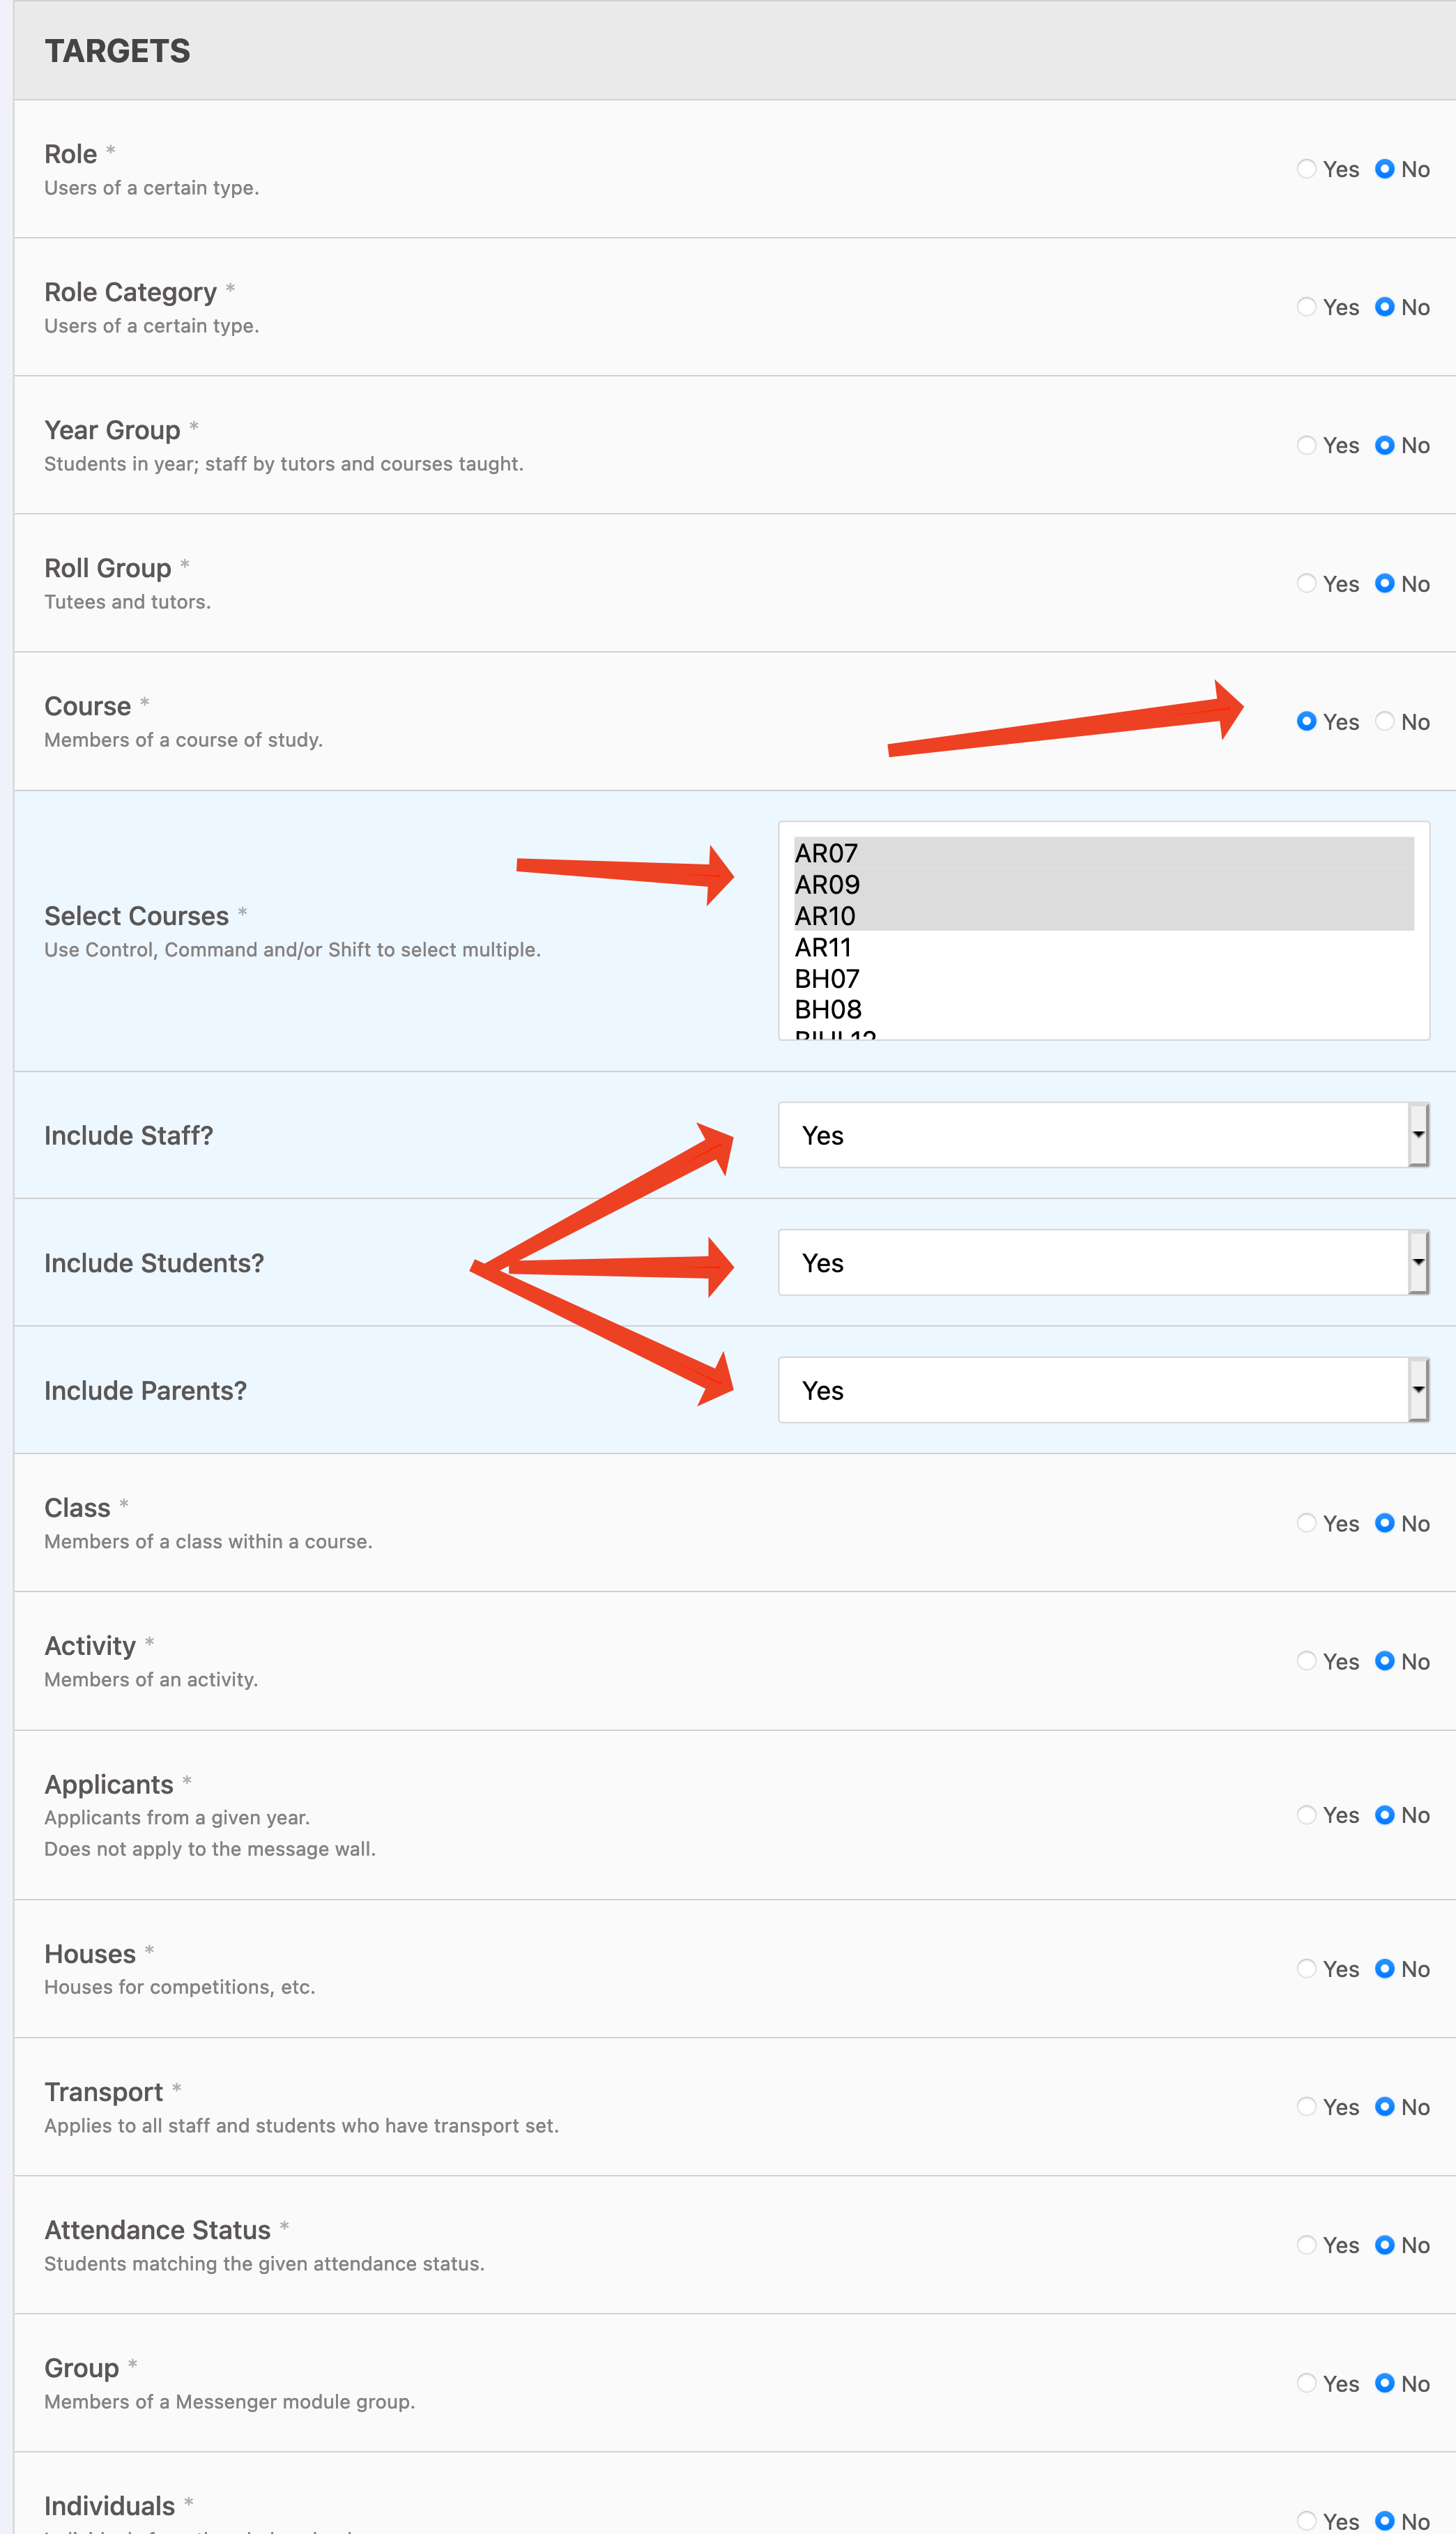 TARGETS
Role *
Users of a certain type.
Yes No
Role Category *
Users of a certain type.
Yes No
Year Group *
Students in year; staff by tutors and courses taught.
Yes No
Roll Group *
Tutees and tutors.
Yes No
Course *
Members of a course of study.
Yes No
Select Courses *
Use Control, Command and/or Shift to select multiple.
AR07
AR09
AR10
AR11
BH07
BH08
Include Staff?
Yes
Include Students?
Yes
Include Parents?
Yes
Class *
Members of a class within a course.
Yes No
Activity *
Members of an activity.
Yes No
Applicants *
Applicants from a given year.
Does not apply to the message wall.
Yes No
Houses *
Houses for competitions, etc.
Yes No
Transport *
Applies to all staff and students who have transport set.
Yes No
Attendance Status *
Students matching the given attendance status.
Yes No
Group *
Members of a Messenger module group.
Yes No
Individuals *
Yes No